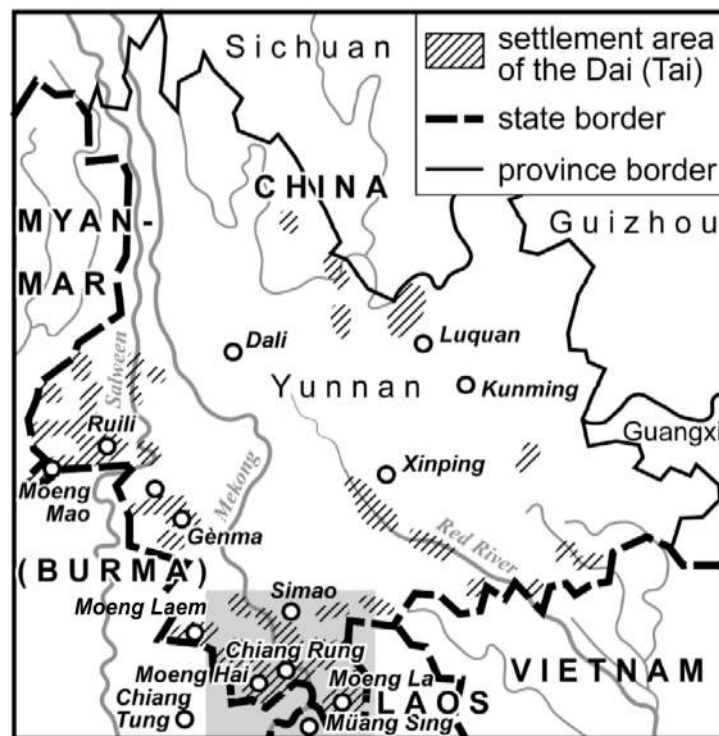 Sichuan
settlement area
of the Dai (Tai)
state border
province border
CHINA
MYAN-
MAR
Guizhou
Dali
Luquan
Yunnan
Kunming
Salween
Ruili
Guangxi
Moeng
Mao
Mekong
Xinping
Gènma
Red River
(BURMA)
Simao
Moeng Laem
Chiang Rung
Moeng Hai
Moeng La
VIETNAM
Chiang
Tung
LAOS
Müang Sing